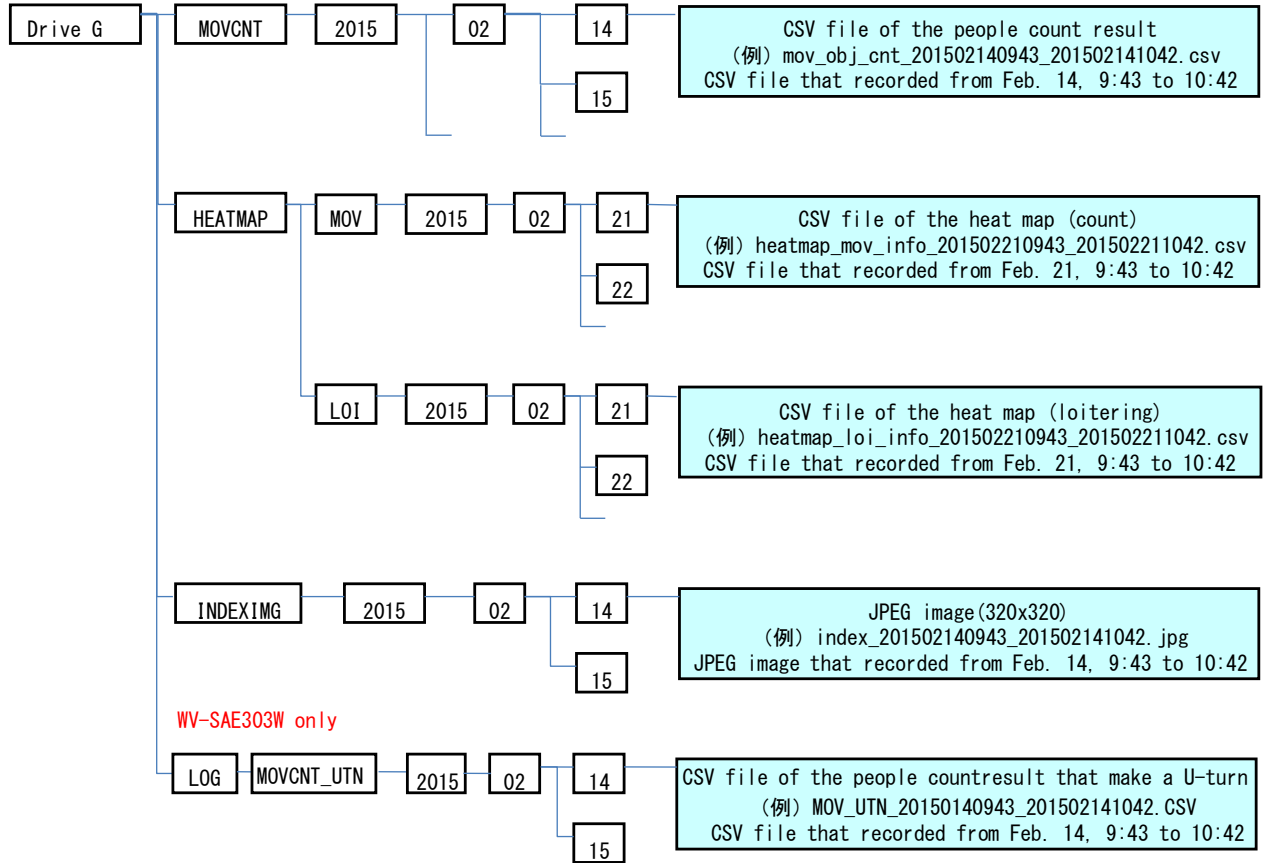 Drive G
MOVCNT
2015
02
14
CSV file of the people count result
(例) mov_obj_cnt_201502140943_201502141042.csv
CSV file that recorded from Feb. 14, 9:43 to 10:42
15
HEATMAP
MOV
2015
02
21
CSV file of the heat map (count)
(例) heatmap_mov_info_201502210943_201502211042.csv
CSV file that recorded from Feb. 21, 9:43 to 10:42
22
LOI
2015
02
21
CSV file of the heat map (loitering)
(例) heatmap_loi_info_201502210943_201502211042.csv
CSV file that recorded from Feb. 21, 9:43 to 10:42
22
INDEXIMG
2015
02
14
JPEG image(320x320)
(例) index_201502140943_201502141042.jpg
JPEG image that recorded from Feb. 14, 9:43 to 10:42
15
WV-SAE303W only
LOG
MOVCNT_UTN
2015
02
14
CSV file of the people countresult that make a U-turn
(例) MOV_UTN_20150140943_201502141042.CSV
CSV file that recorded from Feb. 14, 9:43 to 10:42
15